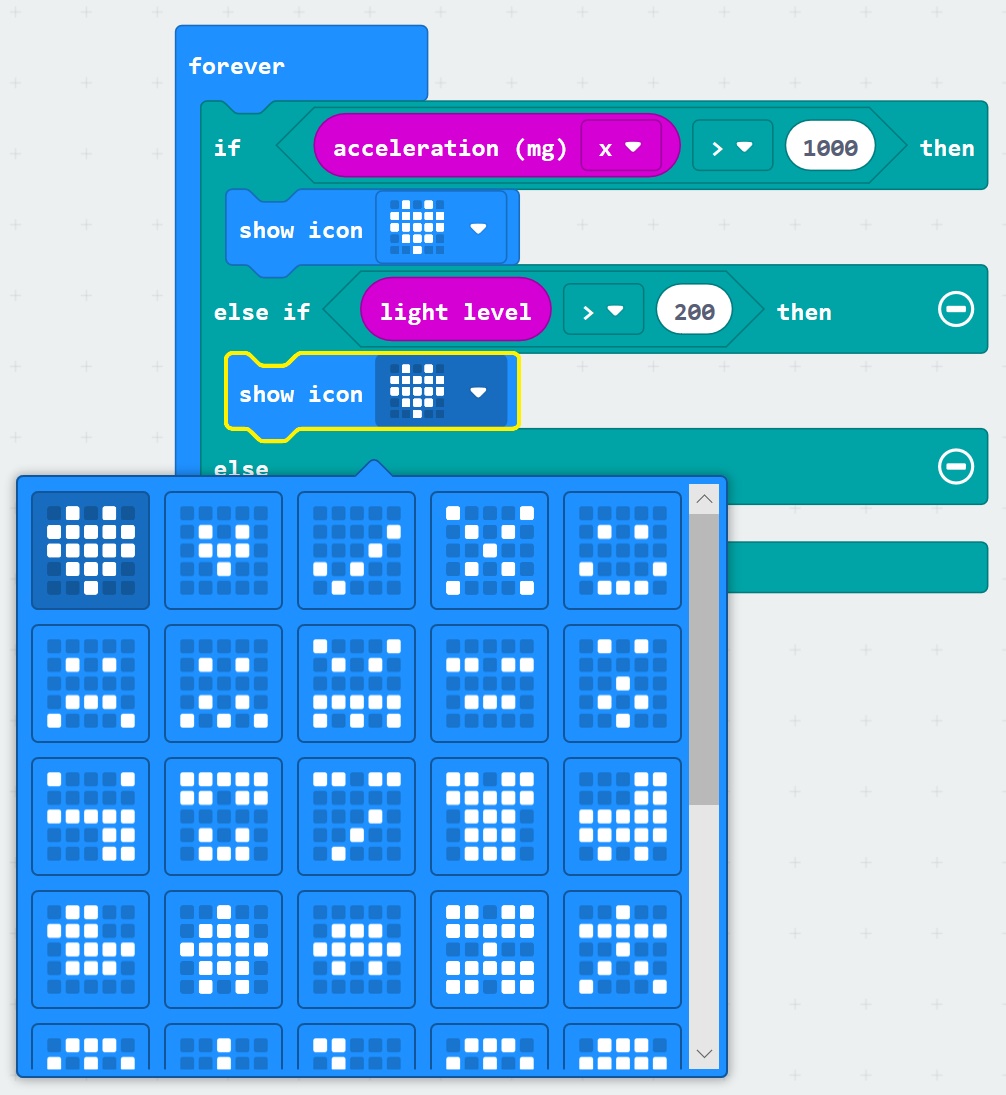 forever
if acceleration (mg) x > 1000 then
show icon
else if light level > 200 then
show icon
else